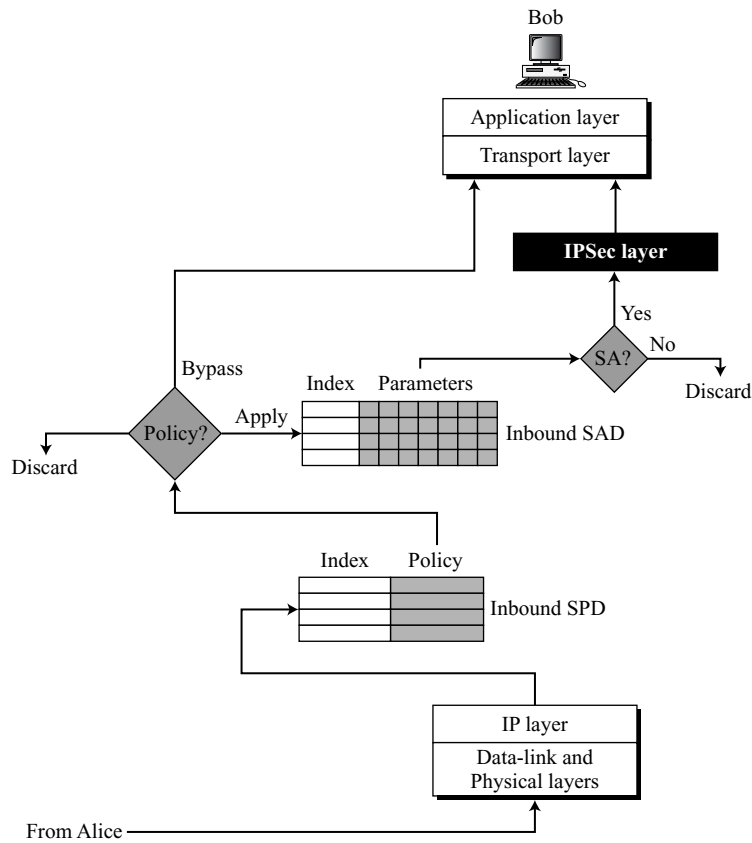 Bob
Application layer
Transport layer
IPSec layer
Yes
SA?
No
Discard
Bypass
Index Parameters
Policy?
Apply
Inbound SAD
Discard
Index Policy
Inbound SPD
IP layer
Data-link and
Physical layers
From Alice